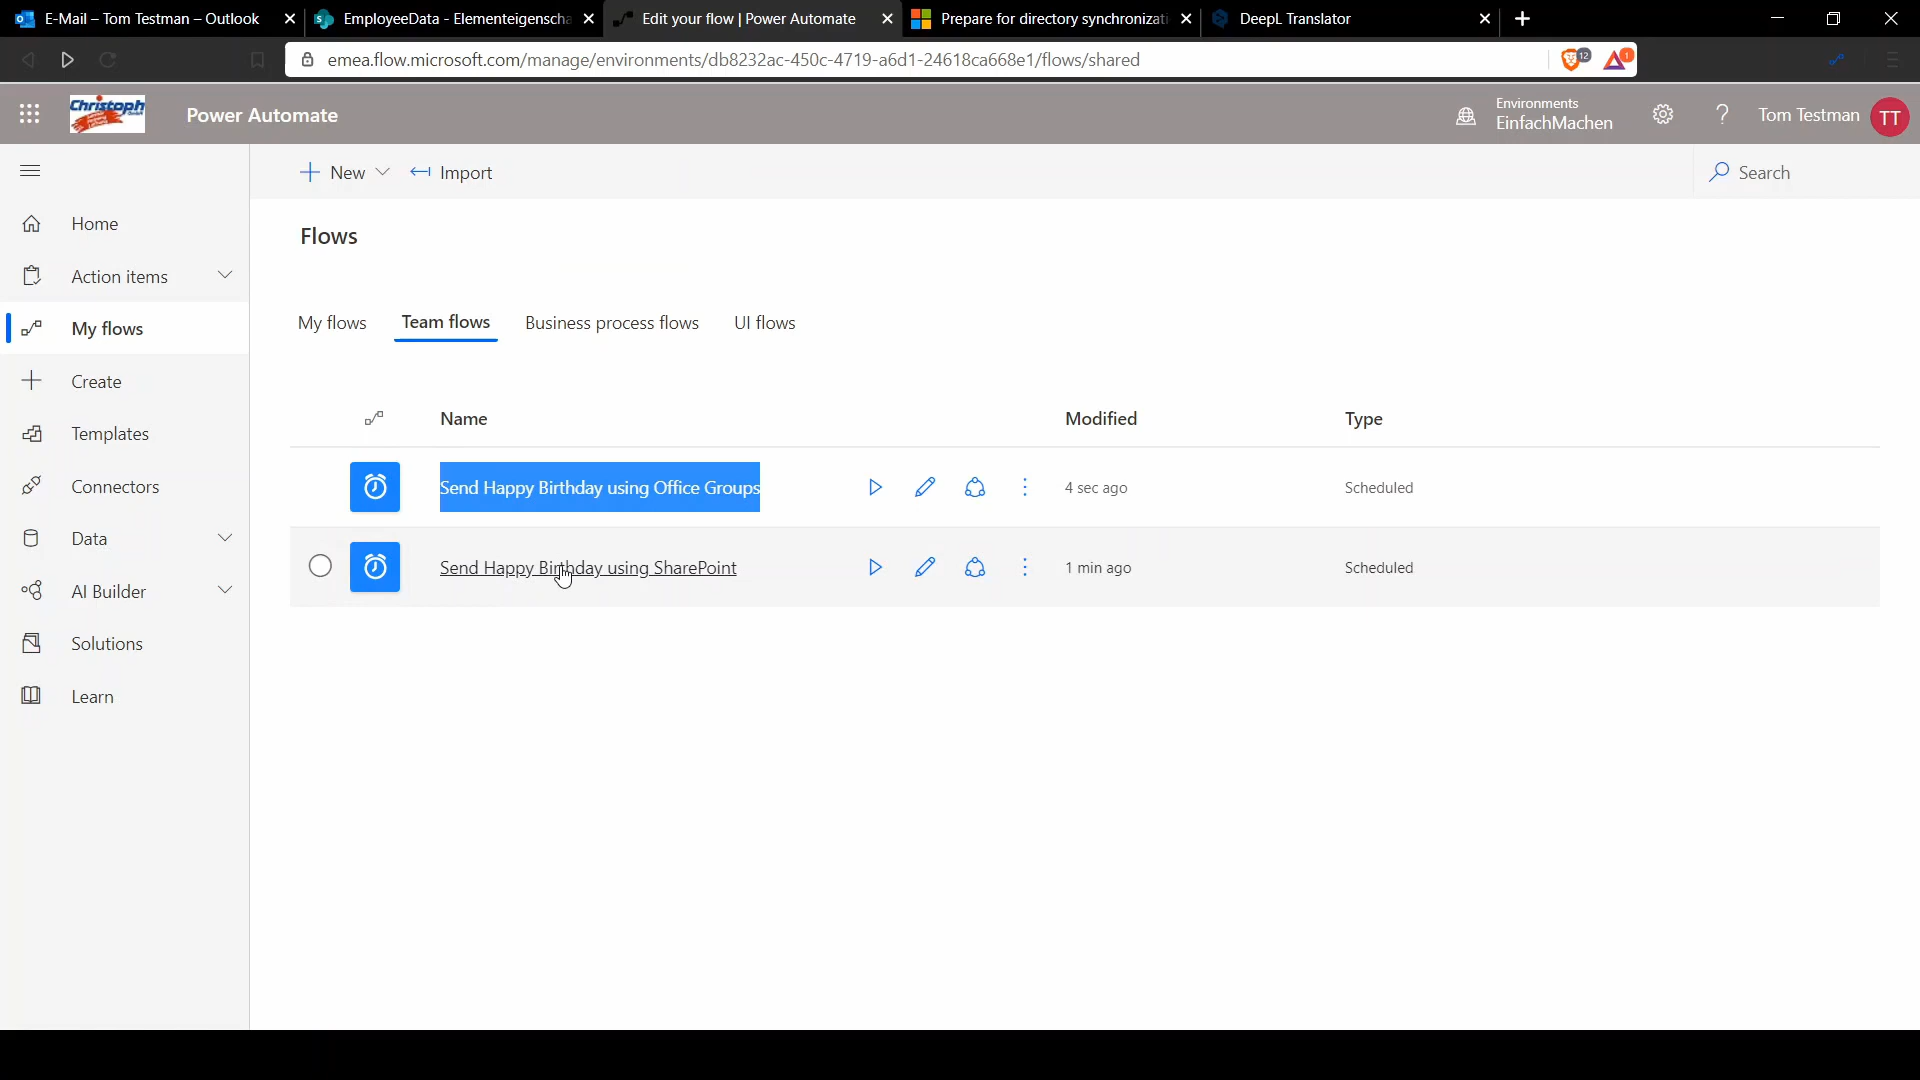 E-Mail – Tom Testman – Outlook
EmployeeData - Elementeigenscha
Edit your flow | Power Automate
Prepare for directory synchronizati
DeepL Translator
emea.flow.microsoft.com/manage/environments/db8232ac-450c-4719-a6d1-24618ca668e1/flows/shared
12
1
Christoph
Power Automate
Environments
EinfachMachen
?
Tom Testman
TT
New
Import
Search
Home
Action items
My flows
Create
Templates
Connectors
Data
AI Builder
Solutions
Learn
Flows
My flows
Team flows
Business process flows
UI flows
Name
Modified
Type
Send Happy Birthday using Office Groups
4 sec ago
Scheduled
Send Happy Birthday using SharePoint
1 min ago
Scheduled